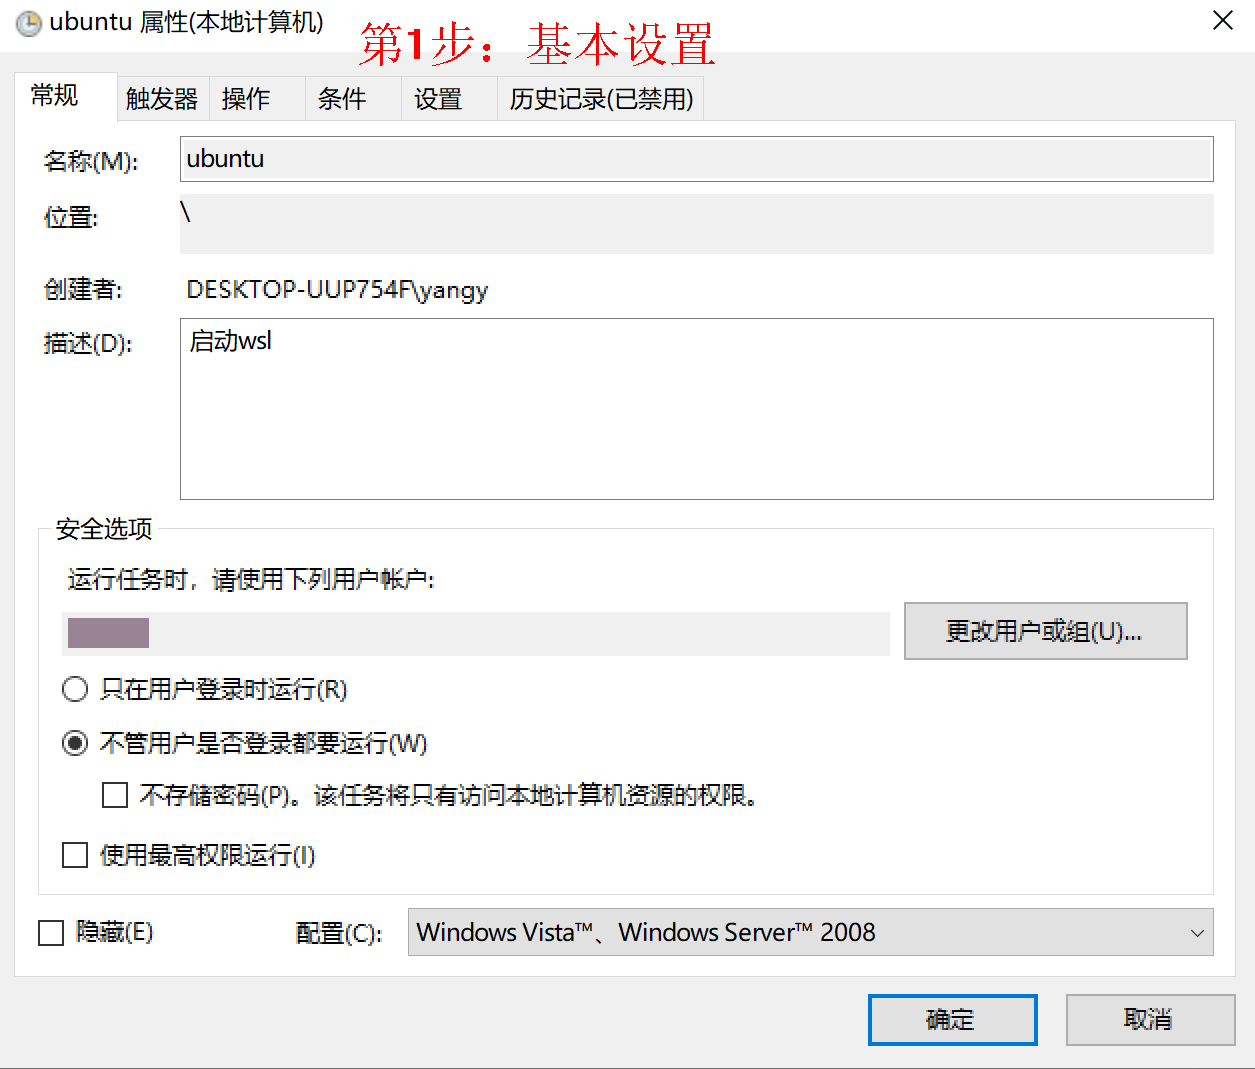 ubuntu 属性(本地计算机)
第1步：基本设置
常规 触发器 操作 条件 设置 历史记录(已禁用)
名称(M): ubuntu
位置: \
创建者: DESKTOP-UUP754F\yangy
描述(D): 启动wsl
安全选项
运行任务时，请使用下列用户帐户:
更改用户或组(U)...
只在用户登录时运行(R)
不管用户是否登录都要运行(W)
不存储密码(P)。该任务将只有访问本地计算机资源的权限。
使用最高权限运行(I)
隐藏(E) 配置(C): Windows Vista™、Windows Server™ 2008
确定 取消